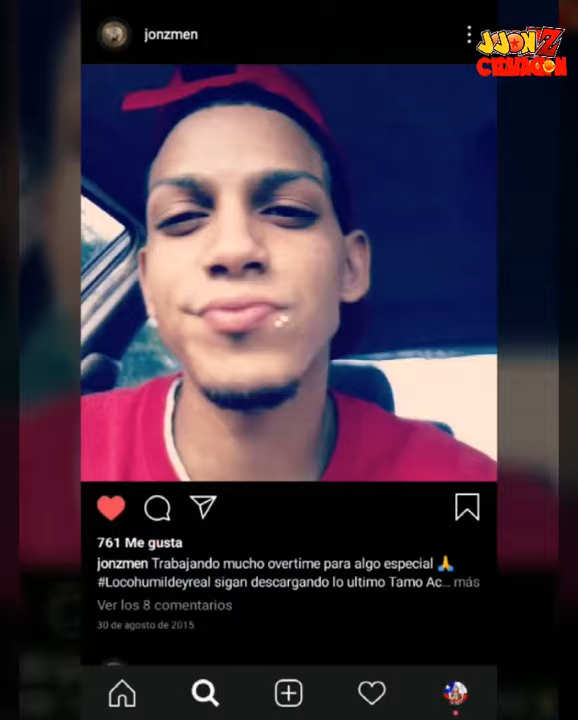 jonzmen
JON Z
761 Me gusta
jonzmen Trabajando mucho overtime para algo especial 🙏
#Locohumildeyreal sigan descargando lo ultimo Tamo Ac... más
Ver los 8 comentarios
30 de agosto de 2015